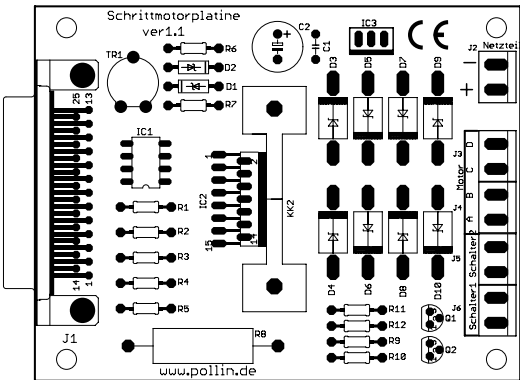 Schrittmotorplatine
ver1.1
C2
+
C1
IC3
CE
J2 Netzteil
-
+
TR1
R6
D2
D1
R7
D3
D5
D7
D9
25
13
IC1
1
2
IC2
15
14
KK2
J3
Motor
D
C
B
A
J4
J5
Schalter2
Schalter1
J6
R1
R2
R3
R4
R5
14
1
J1
R8
D4
D6
D8
D10
R11
R12
R9
R10
Q1
Q2
www.pollin.de